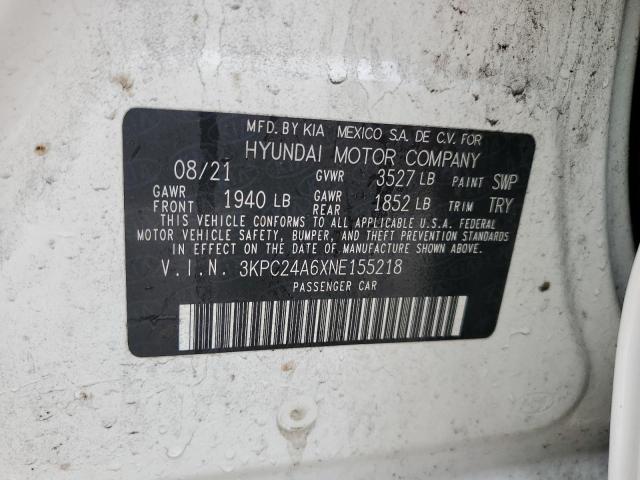 MFD. BY KIA MEXICO S.A. DE C.V. FOR
HYUNDAI MOTOR COMPANY
08/21 GVWR 3527 LB PAINT SWP
GAWR FRONT 1940 LB GAWR REAR 1852 LB TRIM TRY
THIS VEHICLE CONFORMS TO ALL APPLICABLE U.S.A. FEDERAL
MOTOR VEHICLE SAFETY, BUMPER, AND THEFT PREVENTION STANDARDS
IN EFFECT ON THE DATE OF MANUFACTURE SHOWN ABOVE.
V.I.N. 3KPC24A6XNE155218
PASSENGER CAR